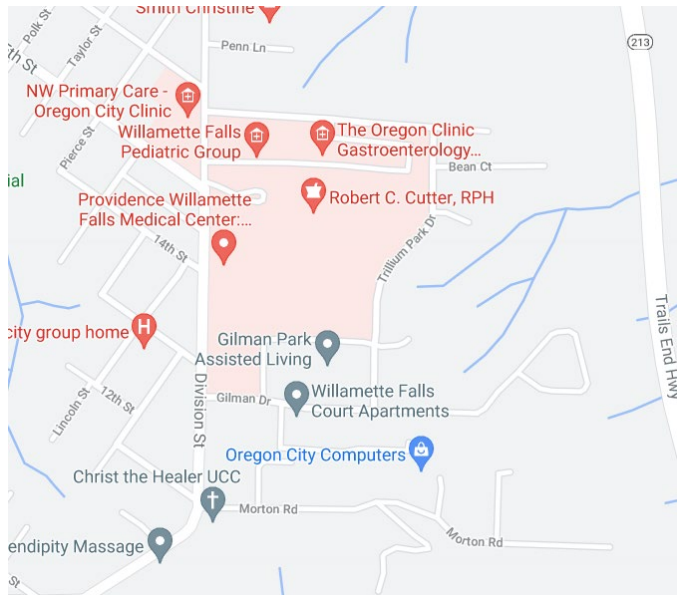 Smith Christine
Polk St
Taylor St
Penn Ln
213
7th St
NW Primary Care -
Oregon City Clinic
Pierce St
Willamette Falls
Pediatric Group
The Oregon Clinic
Gastroenterology...
Bean Ct
ial
Providence Willamette
Falls Medical Center:...
Robert C. Cutter, RPH
14th St
Trillium Park Dr
Trails End Hwy
city group home
H
Gilman Park
Assisted Living
Division St
Lincoln St
12th St
Gilman Dr
Willamette Falls
Court Apartments
Oregon City Computers
Christ the Healer UCC
Morton Rd
Morton Rd
endipity Massage
St